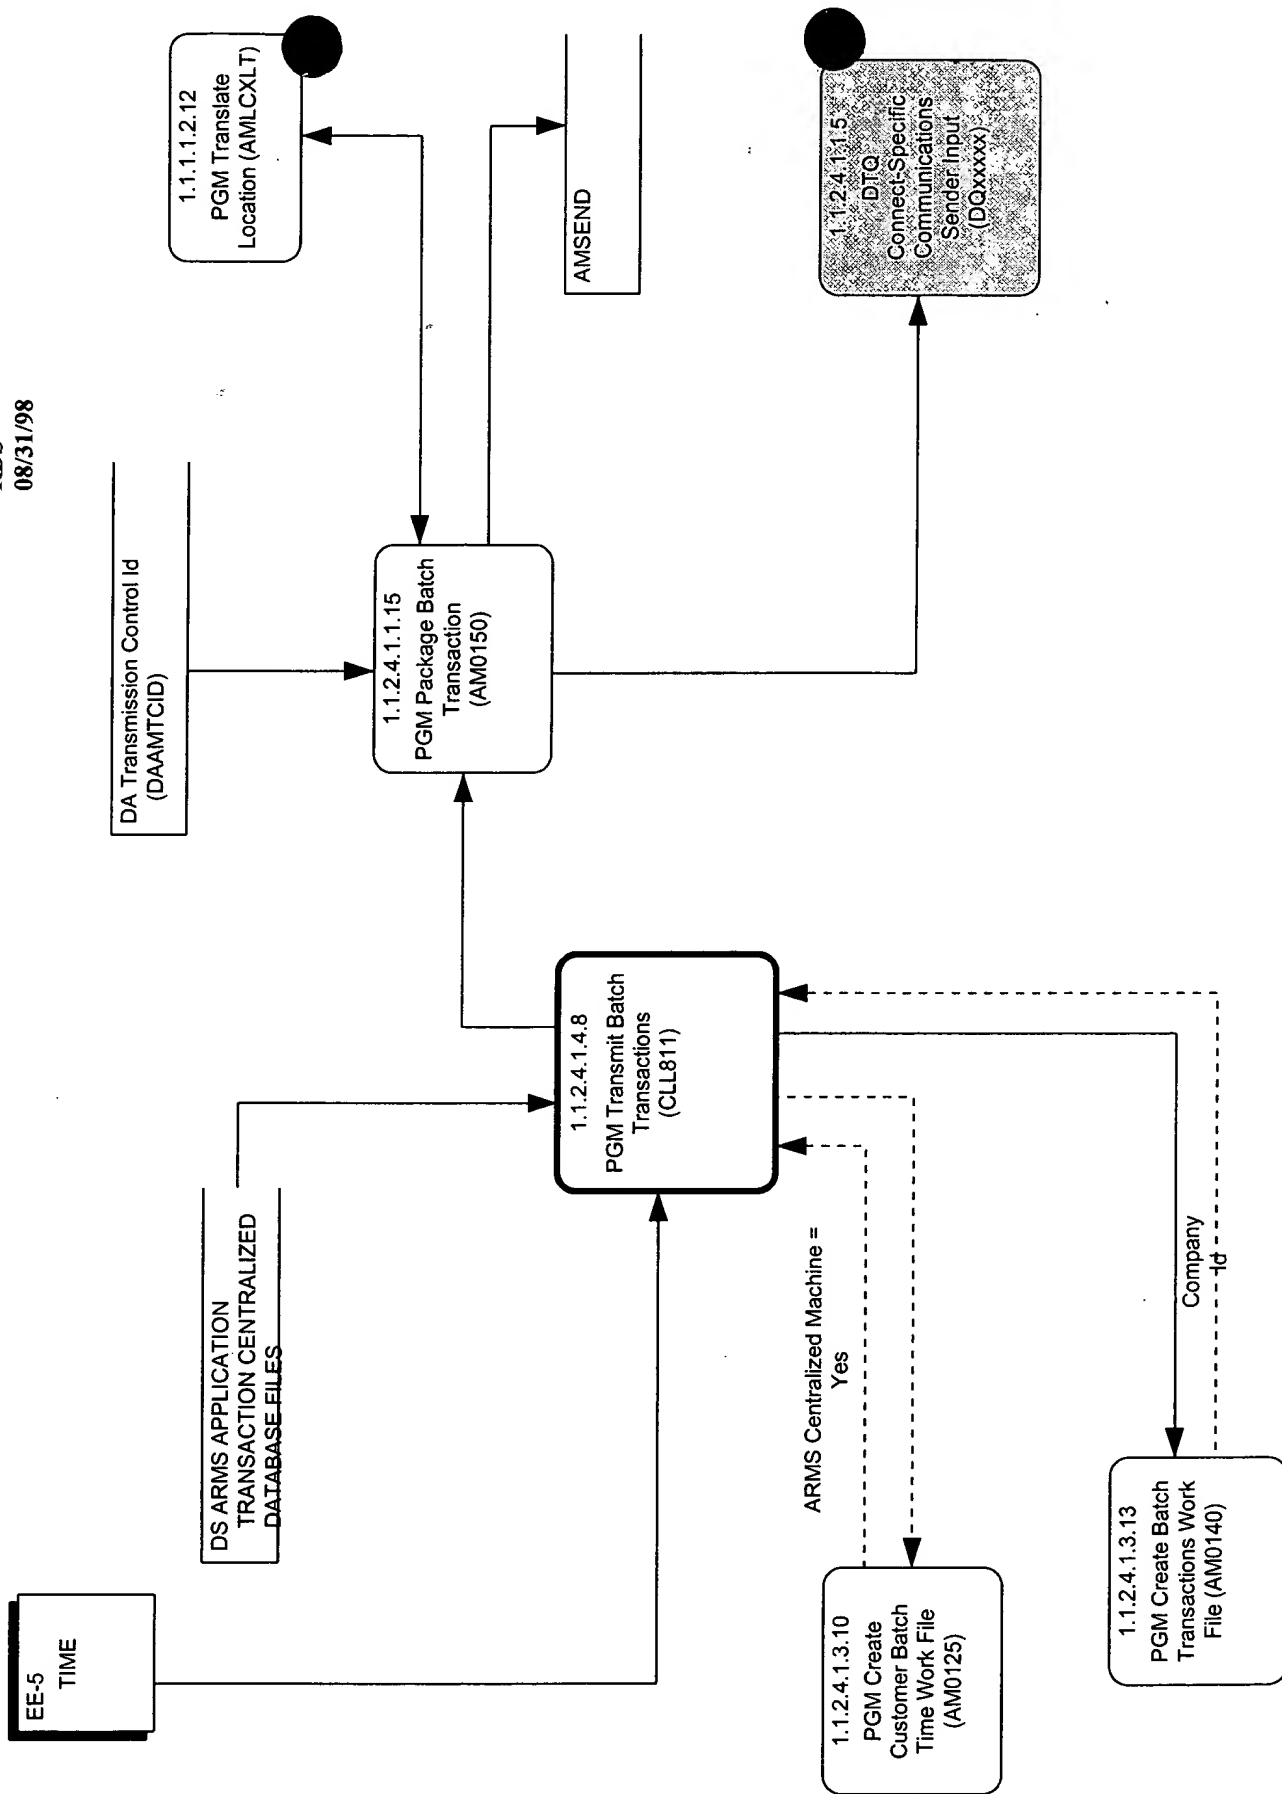 08/31/98
EE-5
TIME
DA Transmission Control Id
(DAAMTCID)
1.1.1.1.2.12
PGM Translate
Location (AMLCXLT)
DS ARMS APPLICATION
TRANSACTION CENTRALIZED
DATABASE FILES
1.1.2.4.1.1.15
PGM Package Batch
Transaction
(AM0150)
AMSEND
1.1.2.4.1.4.8
PGM Transmit Batch
Transactions
(CLL811)
ARMS Centralized Machine =
Yes
1.1.2.4.1.3.10
PGM Create
Customer Batch
Time Work File
(AM0125)
1.1.2.4.1.1.5
DTQ
Connect-Specific
Communications
Sender Input
(DQxxxxx)
Company
Id
1.1.2.4.1.3.13
PGM Create Batch
Transactions Work
File (AM0140)